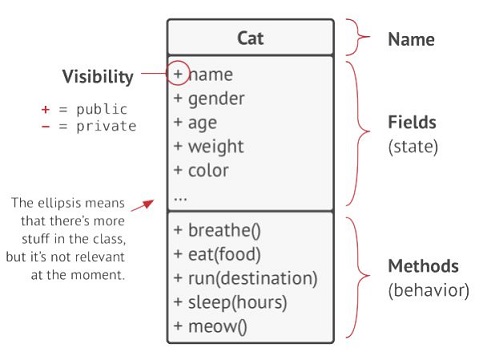 Cat
Name
Visibility
+ = public
− = private
+ name
+ gender
+ age
+ weight
+ color
...
Fields
(state)
The ellipsis means
that there's more
stuff in the class,
but it's not relevant
at the moment.
+ breathe()
+ eat(food)
+ run(destination)
+ sleep(hours)
+ meow()
Methods
(behavior)